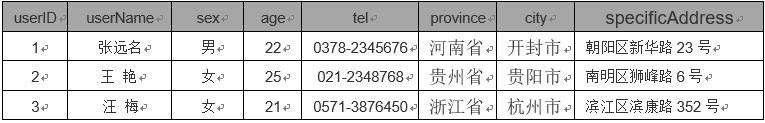 userID userName sex age tel province city specificAddress
1 张远名 男 22 0378-2345676 河南省 开封市 朝阳区新华路 23 号
2 王 艳 女 25 021-2348768 贵州省 贵阳市 南明区狮峰路 6 号
3 汪 梅 女 21 0571-3876450 浙江省 杭州市 滨江区滨康路 352 号